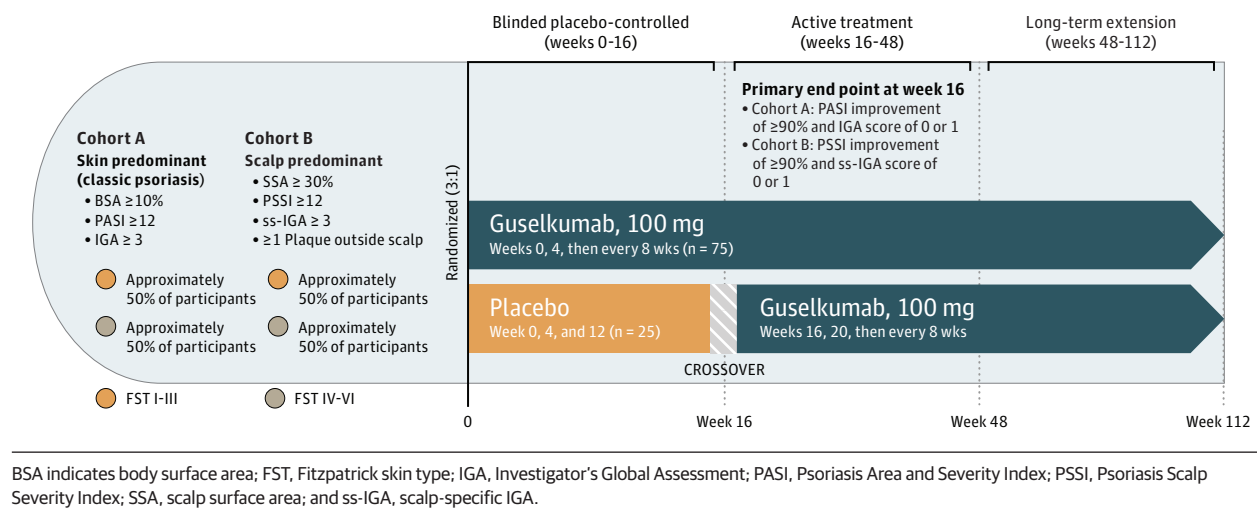 Blinded placebo-controlled
(weeks 0-16)
Active treatment
(weeks 16-48)
Long-term extension
(weeks 48-112)
Cohort A
Skin predominant
(classic psoriasis)
• BSA ≥10%
• PASI ≥12
• IGA ≥ 3
Approximately
50% of participants
Approximately
50% of participants
FST I-III
Cohort B
Scalp predominant
• SSA ≥ 30%
• PSSI ≥12
• ss-IGA ≥ 3
• ≥1 Plaque outside scalp
Approximately
50% of participants
Approximately
50% of participants
FST IV-VI
Randomized (3:1)
Primary end point at week 16
• Cohort A: PASI improvement
of ≥90% and IGA score of 0 or 1
• Cohort B: PSSI improvement
of ≥90% and ss-IGA score of
0 or 1
Guselkumab, 100 mg
Weeks 0, 4, then every 8 wks (n = 75)
Placebo
Week 0, 4, and 12 (n = 25)
Guselkumab, 100 mg
Weeks 16, 20, then every 8 wks
CROSSOVER
0
Week 16
Week 48
Week 112
BSA indicates body surface area; FST, Fitzpatrick skin type; IGA, Investigator's Global Assessment; PASI, Psoriasis Area and Severity Index; PSSI, Psoriasis Scalp
Severity Index; SSA, scalp surface area; and ss-IGA, scalp-specific IGA.